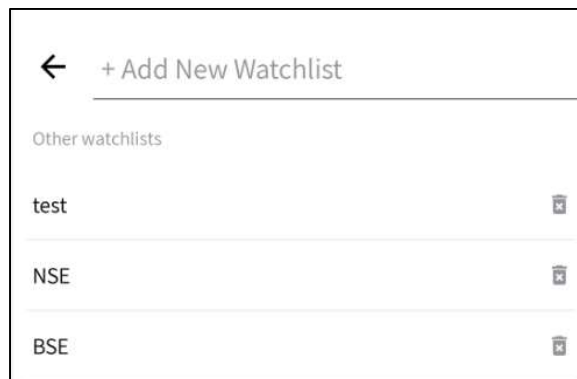 + Add New Watchlist
Other watchlists
test
NSE
BSE